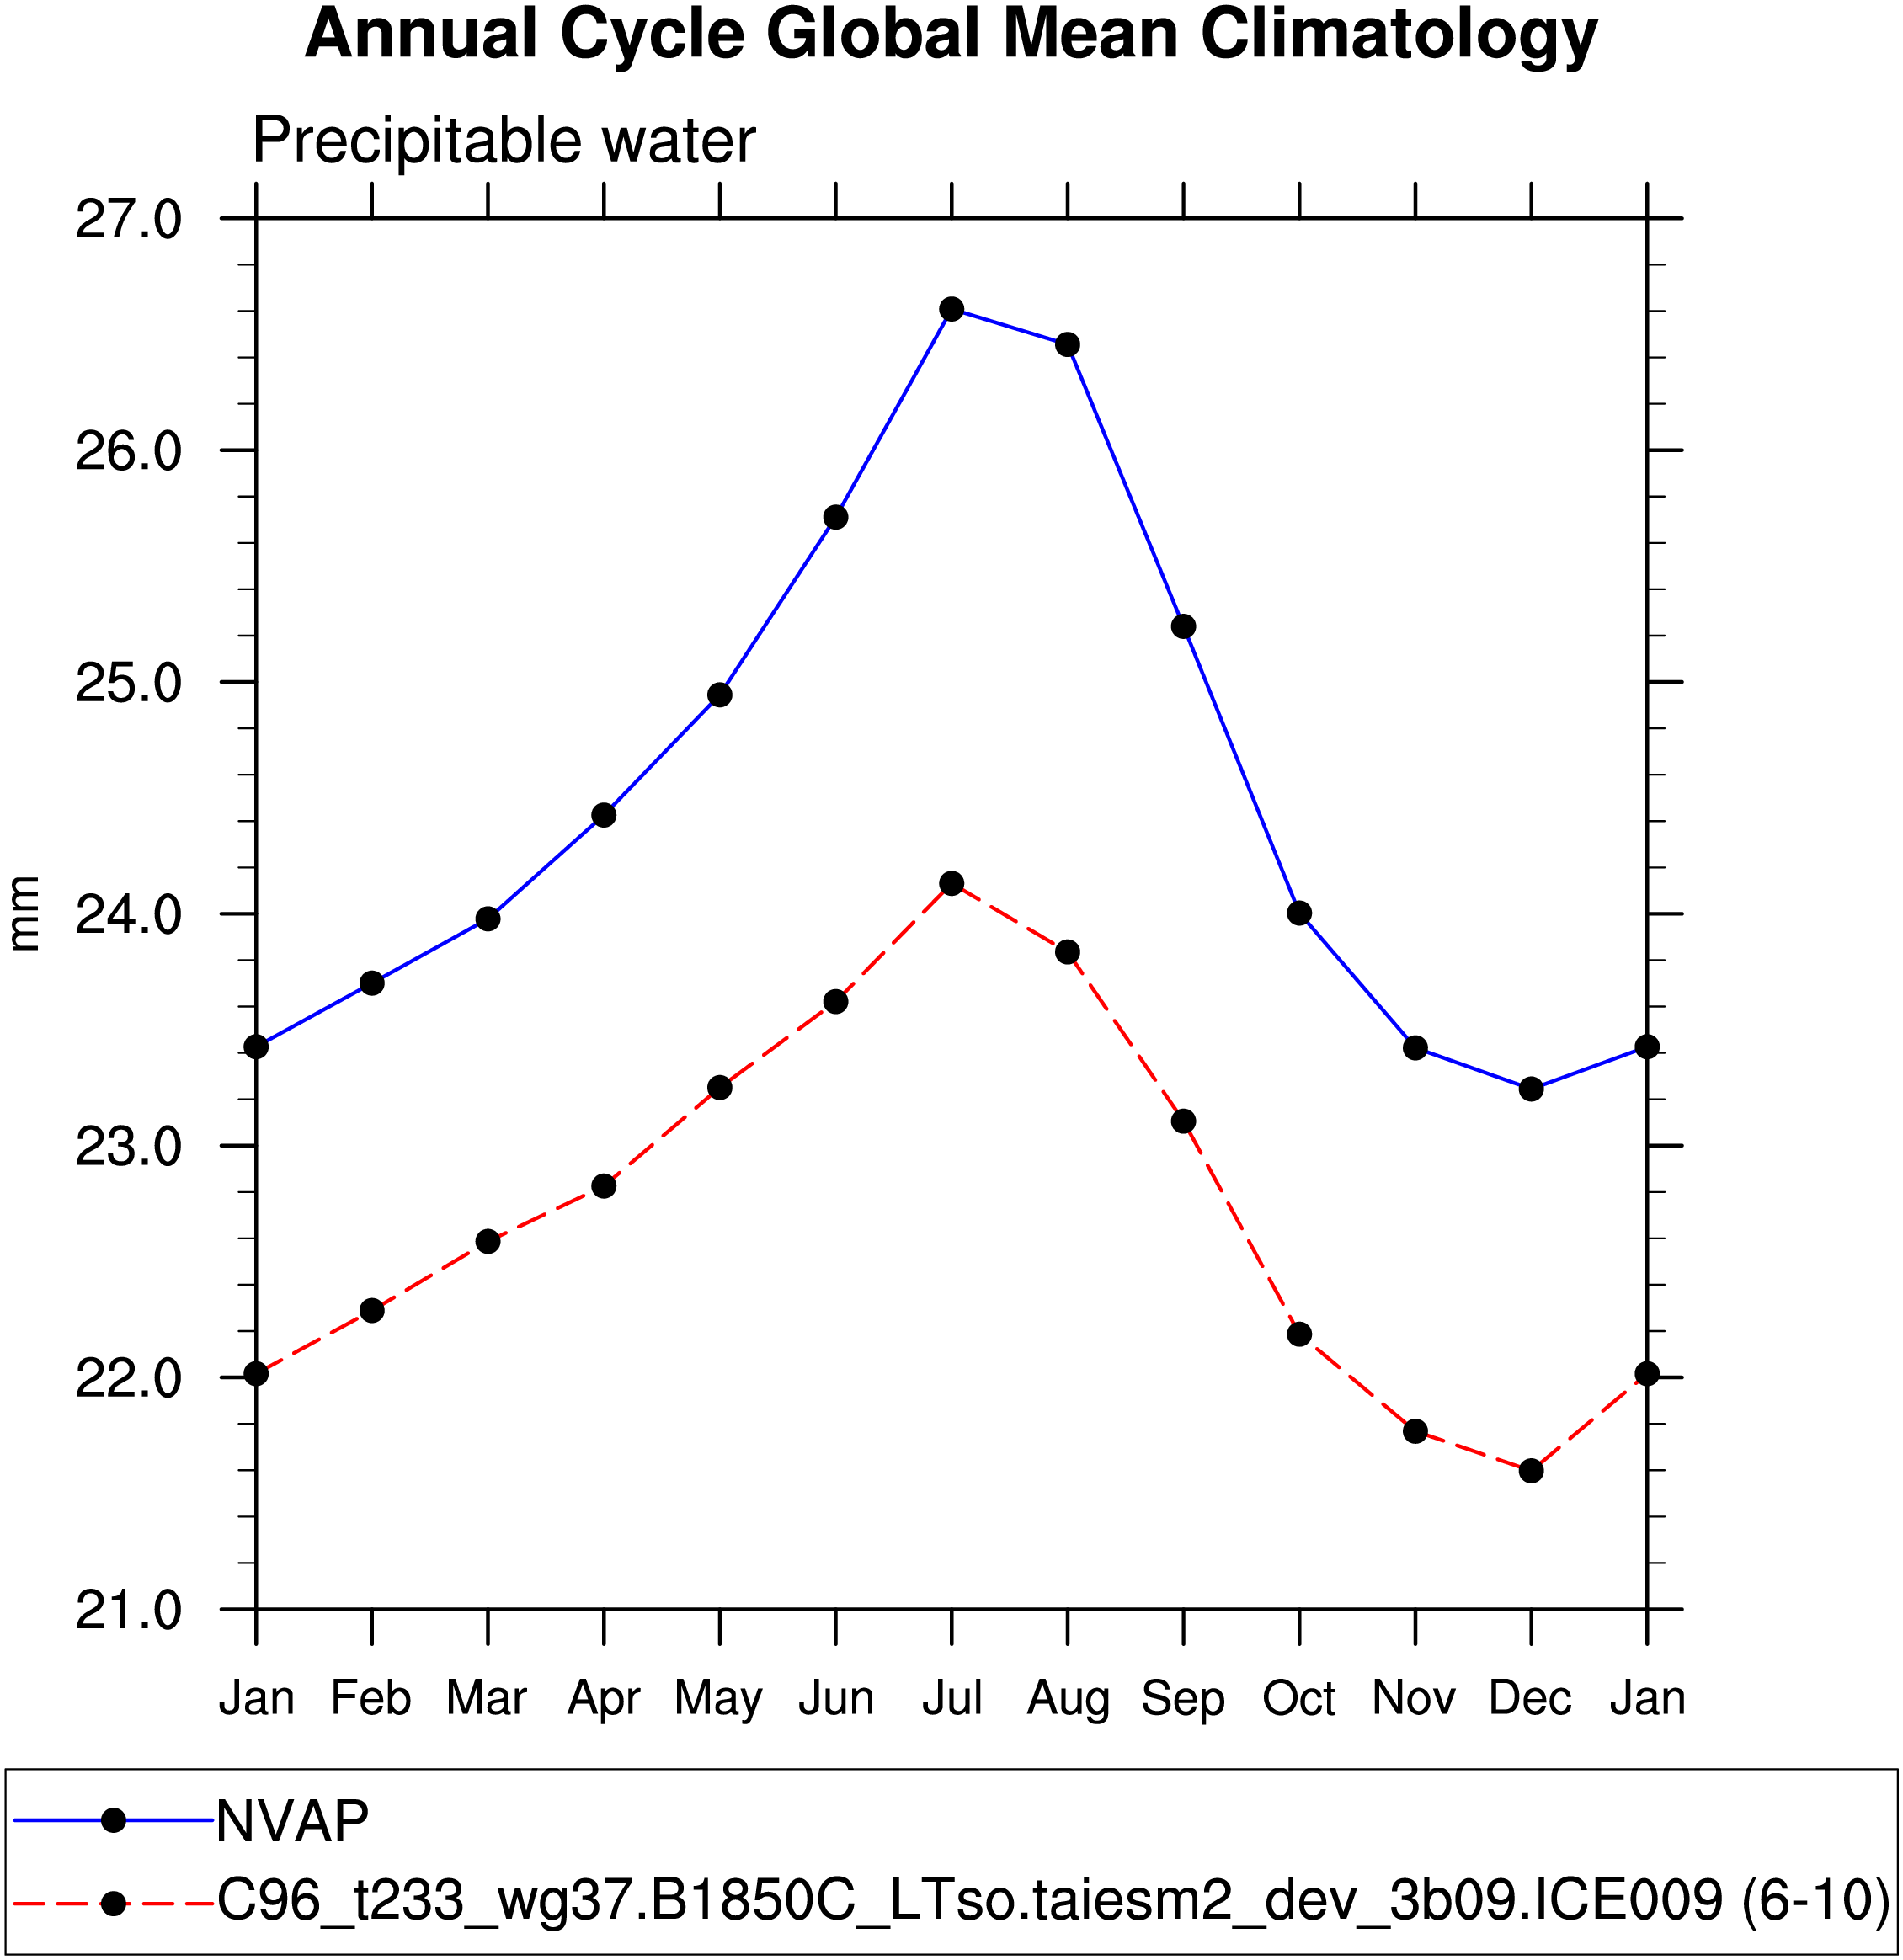 Annual Cycle Global Mean Climatology
Precipitable water
27.0
26.0
25.0
24.0
23.0
22.0
21.0
mm
Jan Feb Mar Apr May Jun Jul Aug Sep Oct Nov Dec Jan
NVAP
C96_t233_wg37.B1850C_LTso.taiesm2_dev_3b09.ICE009 (6-10)